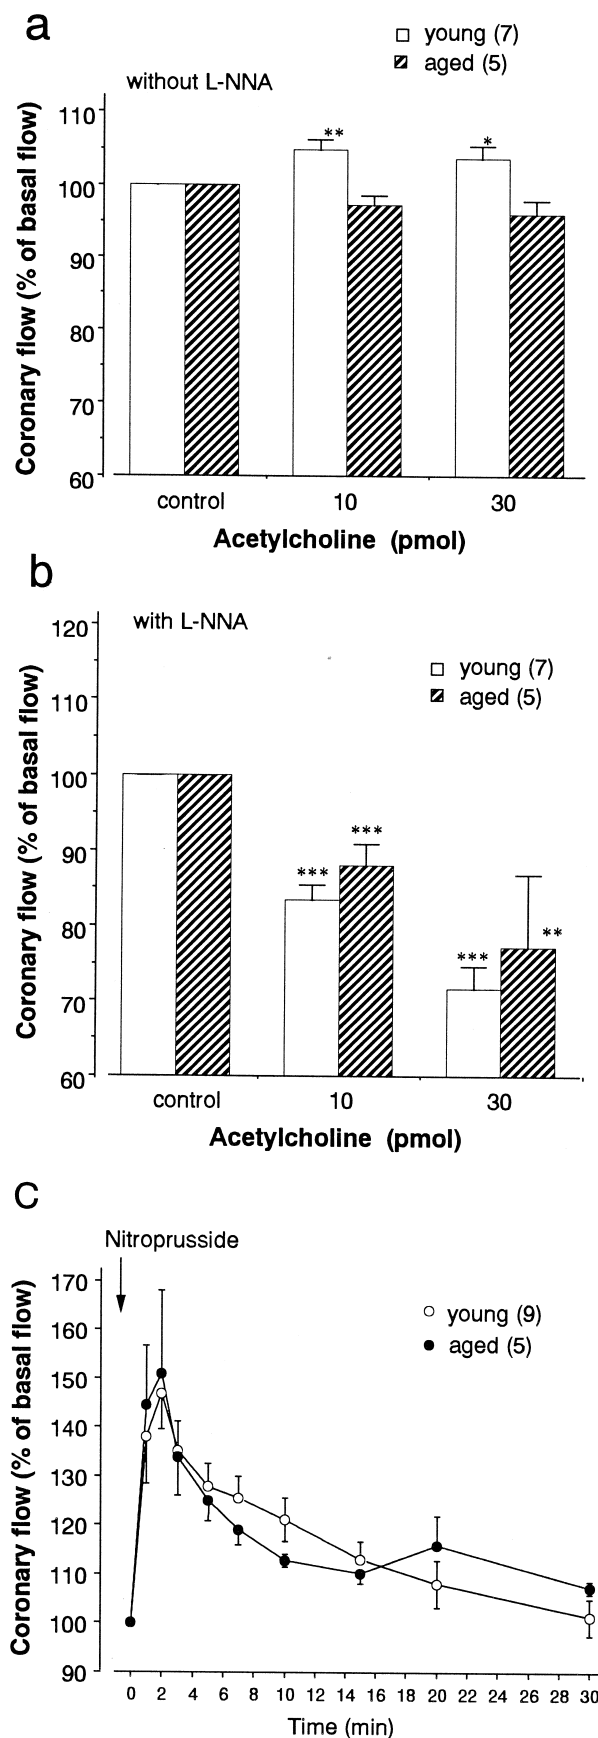 a
young (7)
aged (5)
without L-NNA
Coronary flow (% of basal flow)
110
100
90
80
70
60
** *
control 10 30
Acetylcholine (pmol)
b
with L-NNA
young (7)
aged (5)
Coronary flow (% of basal flow)
120
110
100
90
80
70
60
*** *** *** **
control 10 30
Acetylcholine (pmol)
C
Nitroprusside
young (9)
aged (5)
Coronary flow (% of basal flow)
170
160
150
140
130
120
110
100
90
0 2 4 6 8 10 12 14 16 18 20 22 24 26 28 30
Time (min)